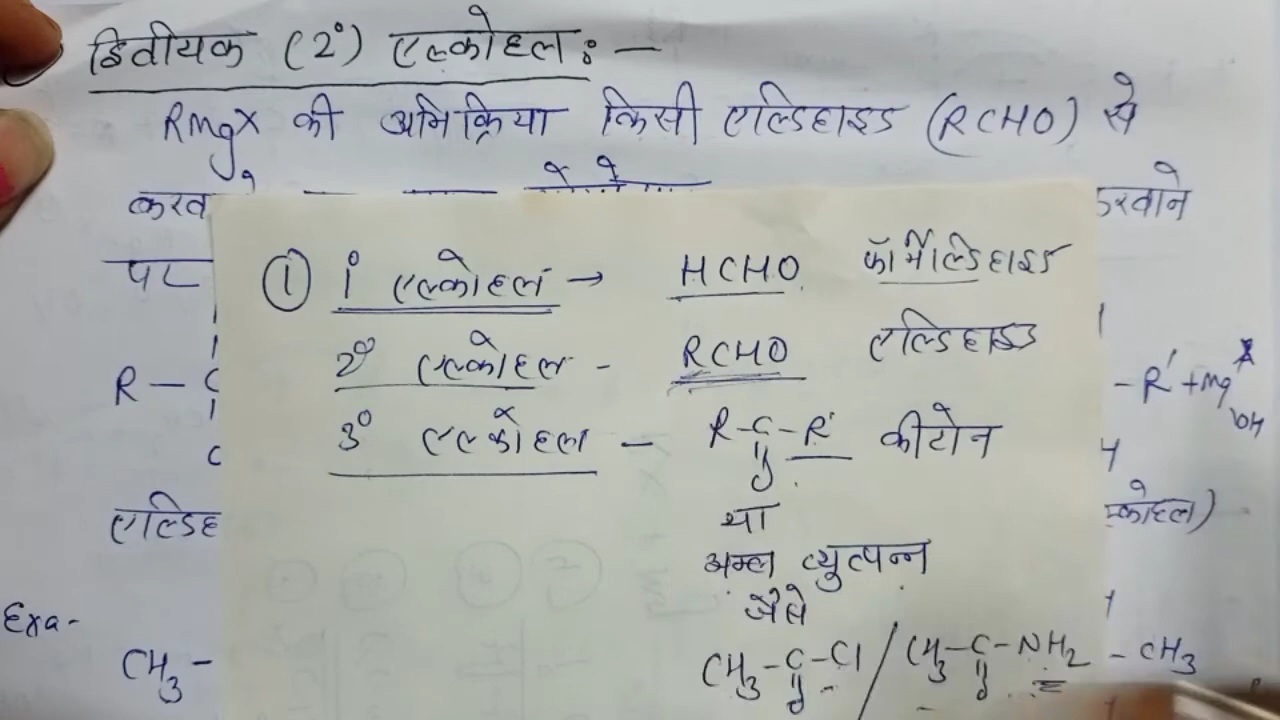 द्वितीयक (2°) एल्कोहल :—
RMgX की अभिक्रिया किसी एल्डिहाइड (RCHO) से
करव
करवाने
पर
① 1° एल्कोहल → HCHO फॉर्मेल्डिहाइड
2° एल्कोहल - RCHO एल्डिहाइड
3° एल्कोहल — R-C-R' कीटोन
O
या
अम्ल व्युत्पन्न
जैसे
CH3-C-Cl / CH3-C-NH2
O O
R — C
- R' + Mg X
OH
एल्डिह
कोहल)
Exa-
CH3 -
- CH3